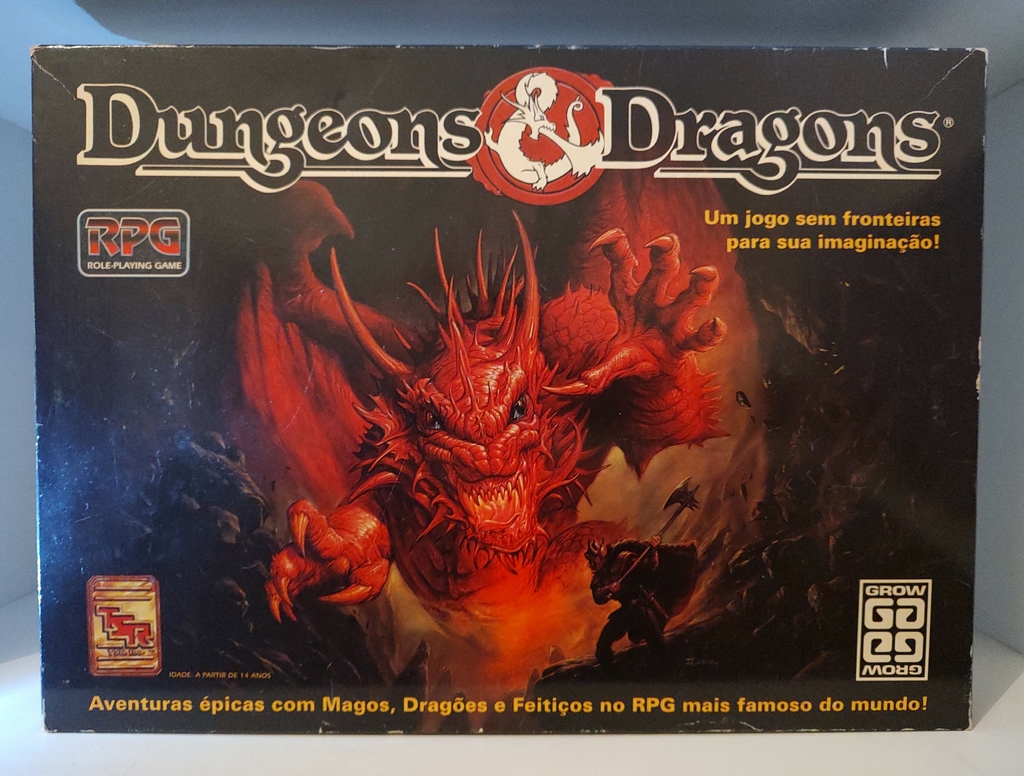 Dungeons & Dragons®
RPG
ROLE-PLAYING GAME
Um jogo sem fronteiras
para sua imaginação!
TSR
IDADE: A PARTIR DE 14 ANOS
GROW
GROW
Aventuras épicas com Magos, Dragões e Feitiços no RPG mais famoso do mundo!